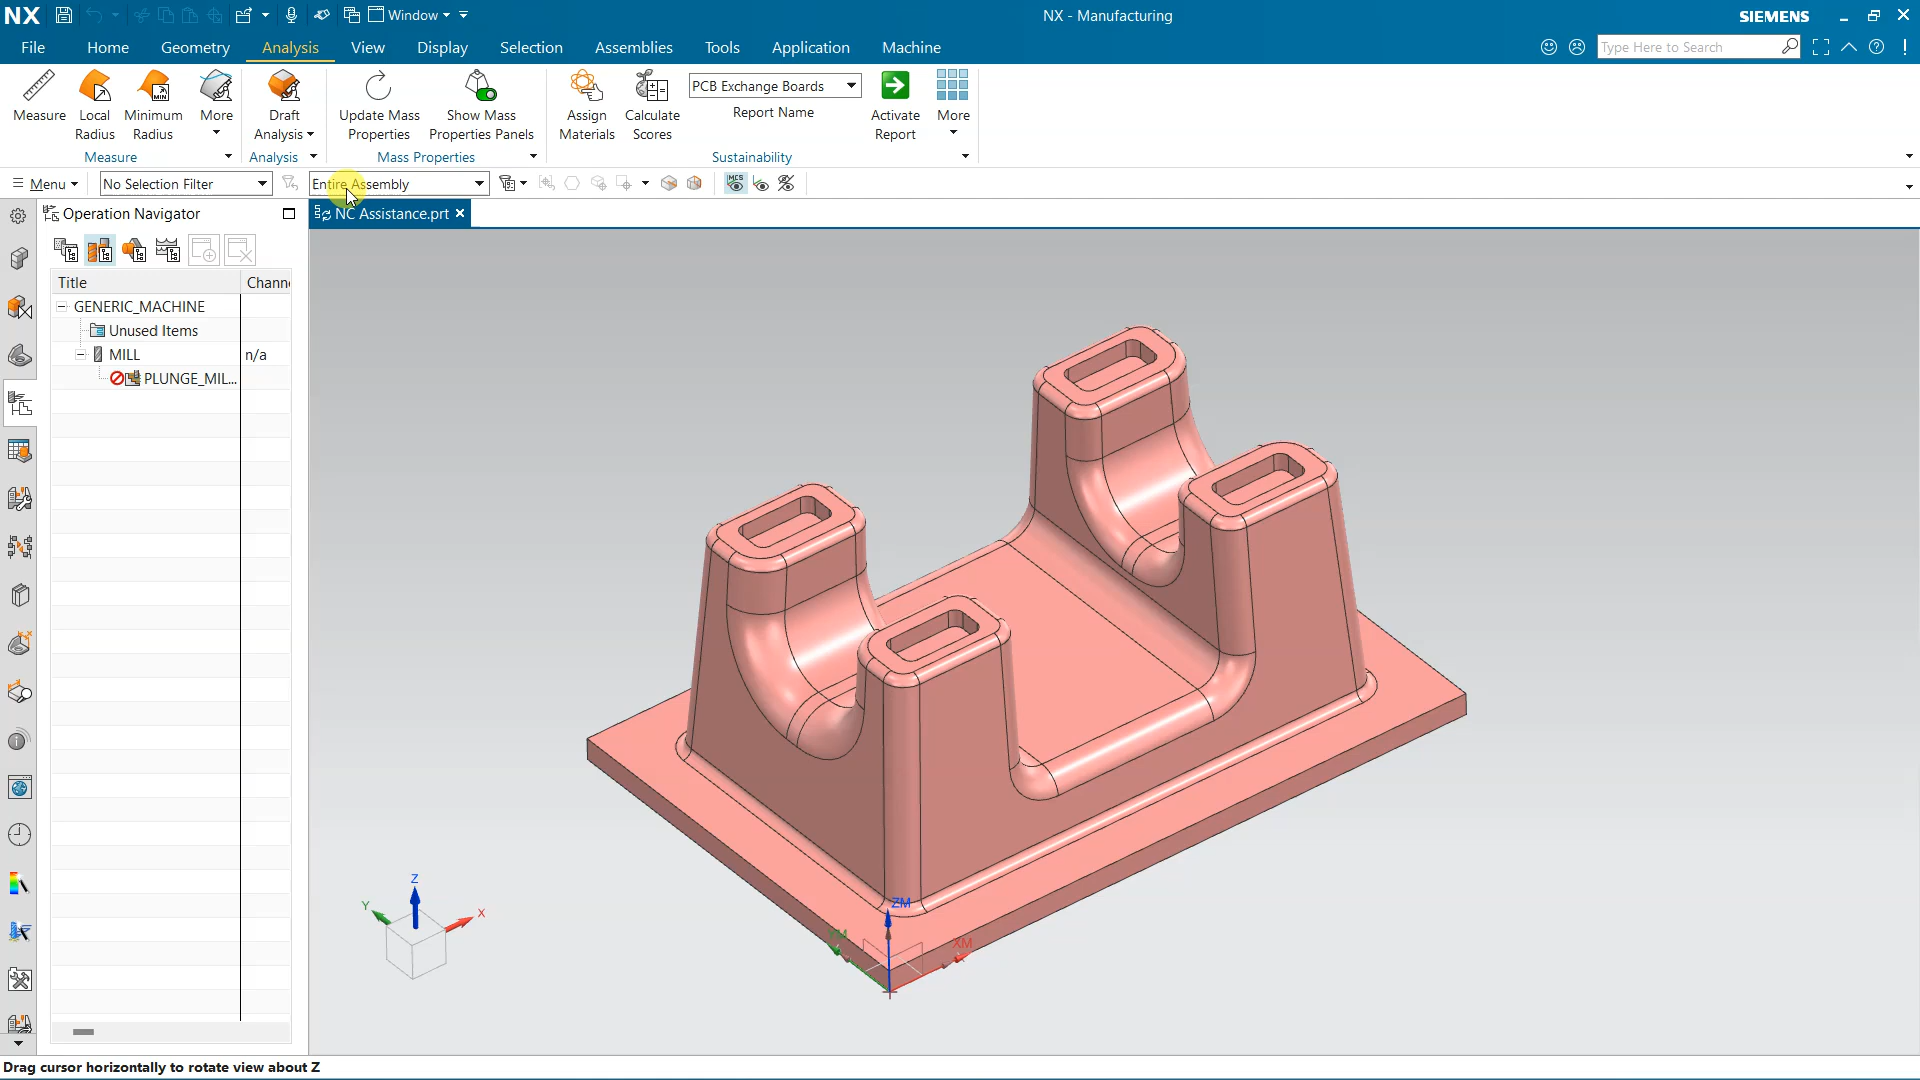 NX
Window
NX - Manufacturing
SIEMENS
File
Home
Geometry
Analysis
View
Display
Selection
Assemblies
Tools
Application
Machine
Type Here to Search
Measure
Local
Radius
Minimum
Radius
More
Draft
Analysis
Update Mass
Properties
Show Mass
Properties Panels
Assign
Materials
Calculate
Scores
PCB Exchange Boards
Report Name
Activate
Report
More
Measure
Analysis
Mass Properties
Sustainability
Menu
No Selection Filter
Entire Assembly
MCS
Operation Navigator
NC Assistance.prt
Title
Chann
GENERIC_MACHINE
Unused Items
MILL
n/a
PLUNGE_MIL...
Z
Y
X
ZM
YM
XM
Drag cursor horizontally to rotate view about Z